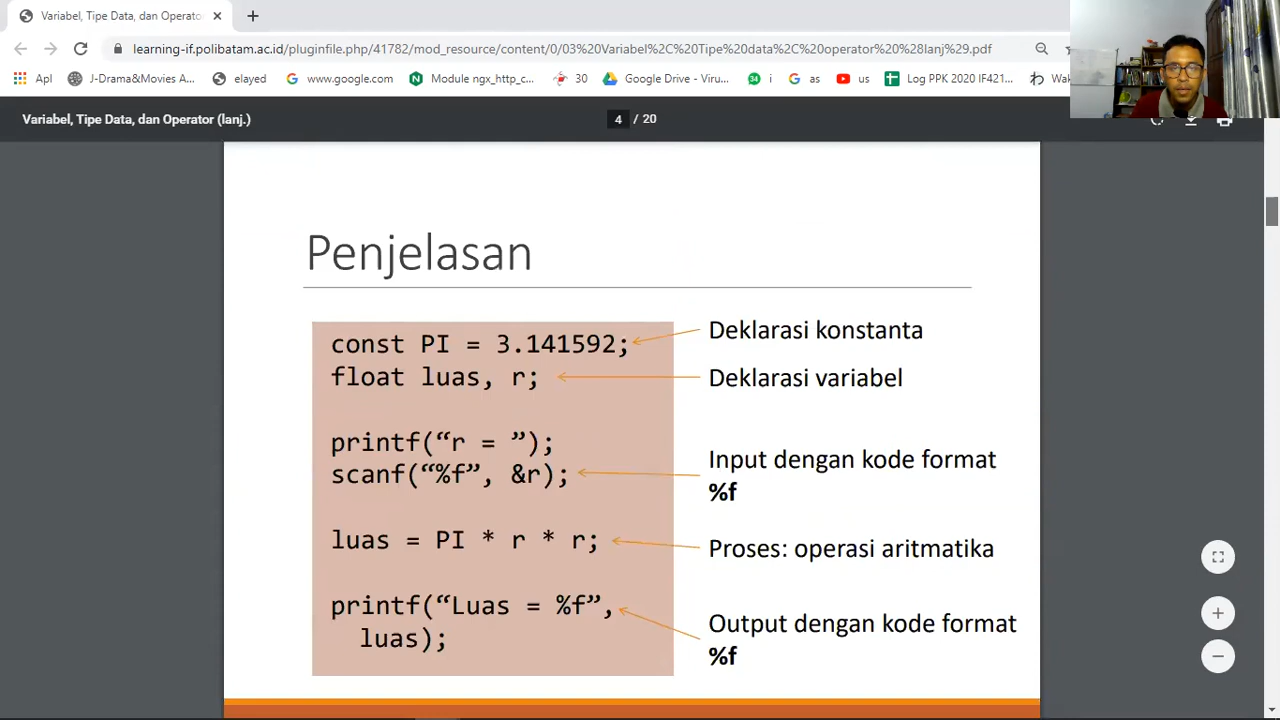 Variabel, Tipe Data, dan Operator
learning-if.polibatam.ac.id/pluginfile.php/41782/mod_resource/content/0/03%20Variabel%2C%20Tipe%20data%2C%20operator%20%28lanj%29.pdf
Apl
J-Drama&Movies A...
elayed
www.google.com
Module ngx_http_c...
30
Google Drive - Viru...
34 i
as
us
Log PPK 2020 IF421...
Wak
Variabel, Tipe Data, dan Operator (lanj.)
4 / 20
Penjelasan
const PI = 3.141592;
Deklarasi konstanta
float luas, r;
Deklarasi variabel
printf(“r = ”);
scanf(“%f”, &r);
Input dengan kode format
%f
luas = PI * r * r;
Proses: operasi aritmatika
printf(“Luas = %f”,
luas);
Output dengan kode format
%f